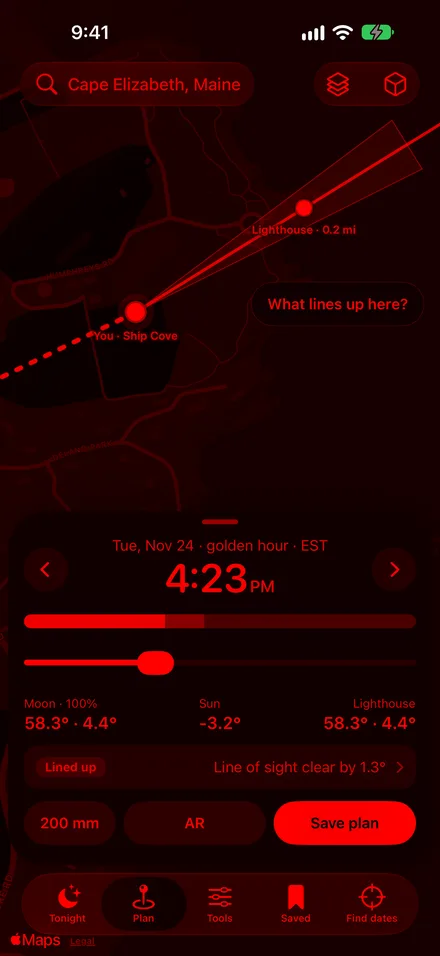 9:41
Cape Elizabeth, Maine
Lighthouse · 0.2 mi
What lines up here?
You · Ship Cove
Tue, Nov 24 · golden hour · EST
4:23 PM
Moon · 100%
Sun
Lighthouse
58.3° · 4.4°
-3.2°
58.3° · 4.4°
Lined up
Line of sight clear by 1.3°
200 mm
AR
Save plan
Tonight
Plan
Tools
Saved
Find dates
Maps
Legal